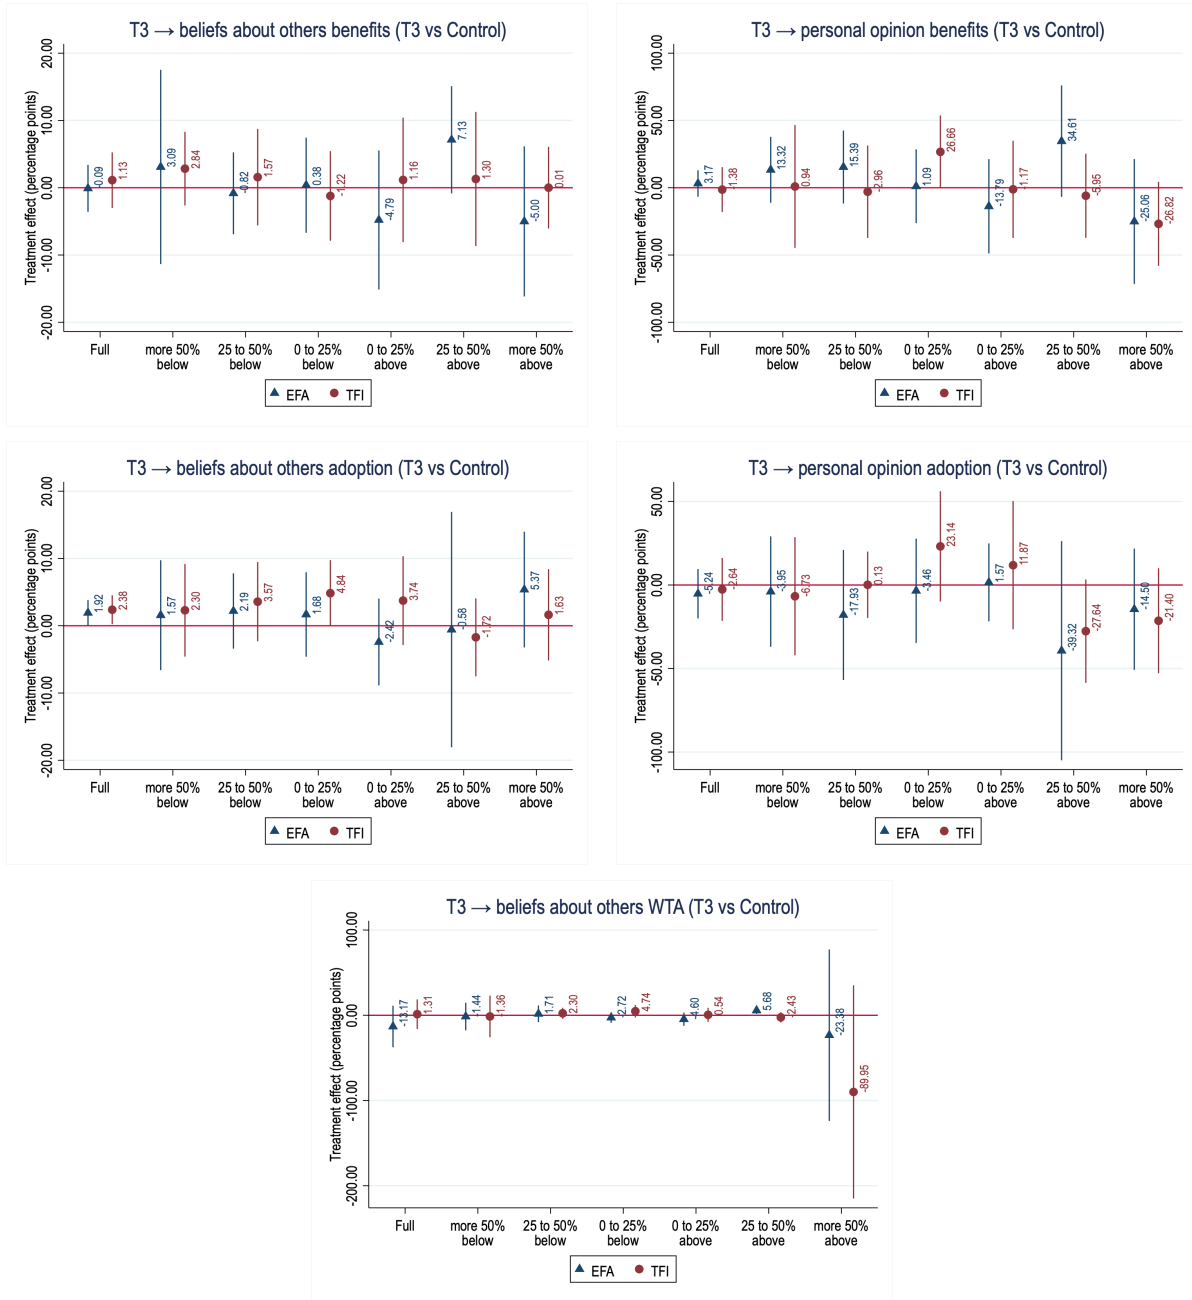 T3 → beliefs about others benefits (T3 vs Control)
Treatment effect (percentage points)
20.00
10.00
0.00
-10.00
-20.00
-0.09
1.13
3.09
2.84
-0.82
1.57
0.38
-1.22
-4.79
1.16
7.13
1.30
-5.00
0.01
Full
more 50% below
25 to 50% below
0 to 25% below
0 to 25% above
25 to 50% above
more 50% above
EFA TFI
T3 → personal opinion benefits (T3 vs Control)
Treatment effect (percentage points)
100.00
50.00
0.00
-50.00
-100.00
3.17
-1.38
13.32
0.94
15.39
-2.96
1.09
26.66
-13.79
-1.17
34.61
-5.95
-25.06
-26.82
Full
more 50% below
25 to 50% below
0 to 25% below
0 to 25% above
25 to 50% above
more 50% above
EFA TFI
T3 → beliefs about others adoption (T3 vs Control)
Treatment effect (percentage points)
20.00
10.00
0.00
-10.00
-20.00
1.92
2.38
1.57
2.30
2.19
3.57
1.68
4.84
-2.42
3.74
-0.58
-1.72
5.37
1.63
Full
more 50% below
25 to 50% below
0 to 25% below
0 to 25% above
25 to 50% above
more 50% above
EFA TFI
T3 → personal opinion adoption (T3 vs Control)
Treatment effect (percentage points)
50.00
0.00
-50.00
-100.00
-5.24
-2.64
-3.95
-6.73
-17.93
0.13
-3.46
23.14
1.57
11.87
-39.32
-27.64
-14.50
-21.40
Full
more 50% below
25 to 50% below
0 to 25% below
0 to 25% above
25 to 50% above
more 50% above
EFA TFI
T3 → beliefs about others WTA (T3 vs Control)
Treatment effect (percentage points)
100.00
0.00
-100.00
-200.00
-13.17
1.31
-1.44
-1.36
1.71
2.30
-2.72
4.74
-4.60
0.54
5.68
-2.43
-23.38
-89.95
Full
more 50% below
25 to 50% below
0 to 25% below
0 to 25% above
25 to 50% above
more 50% above
EFA TFI